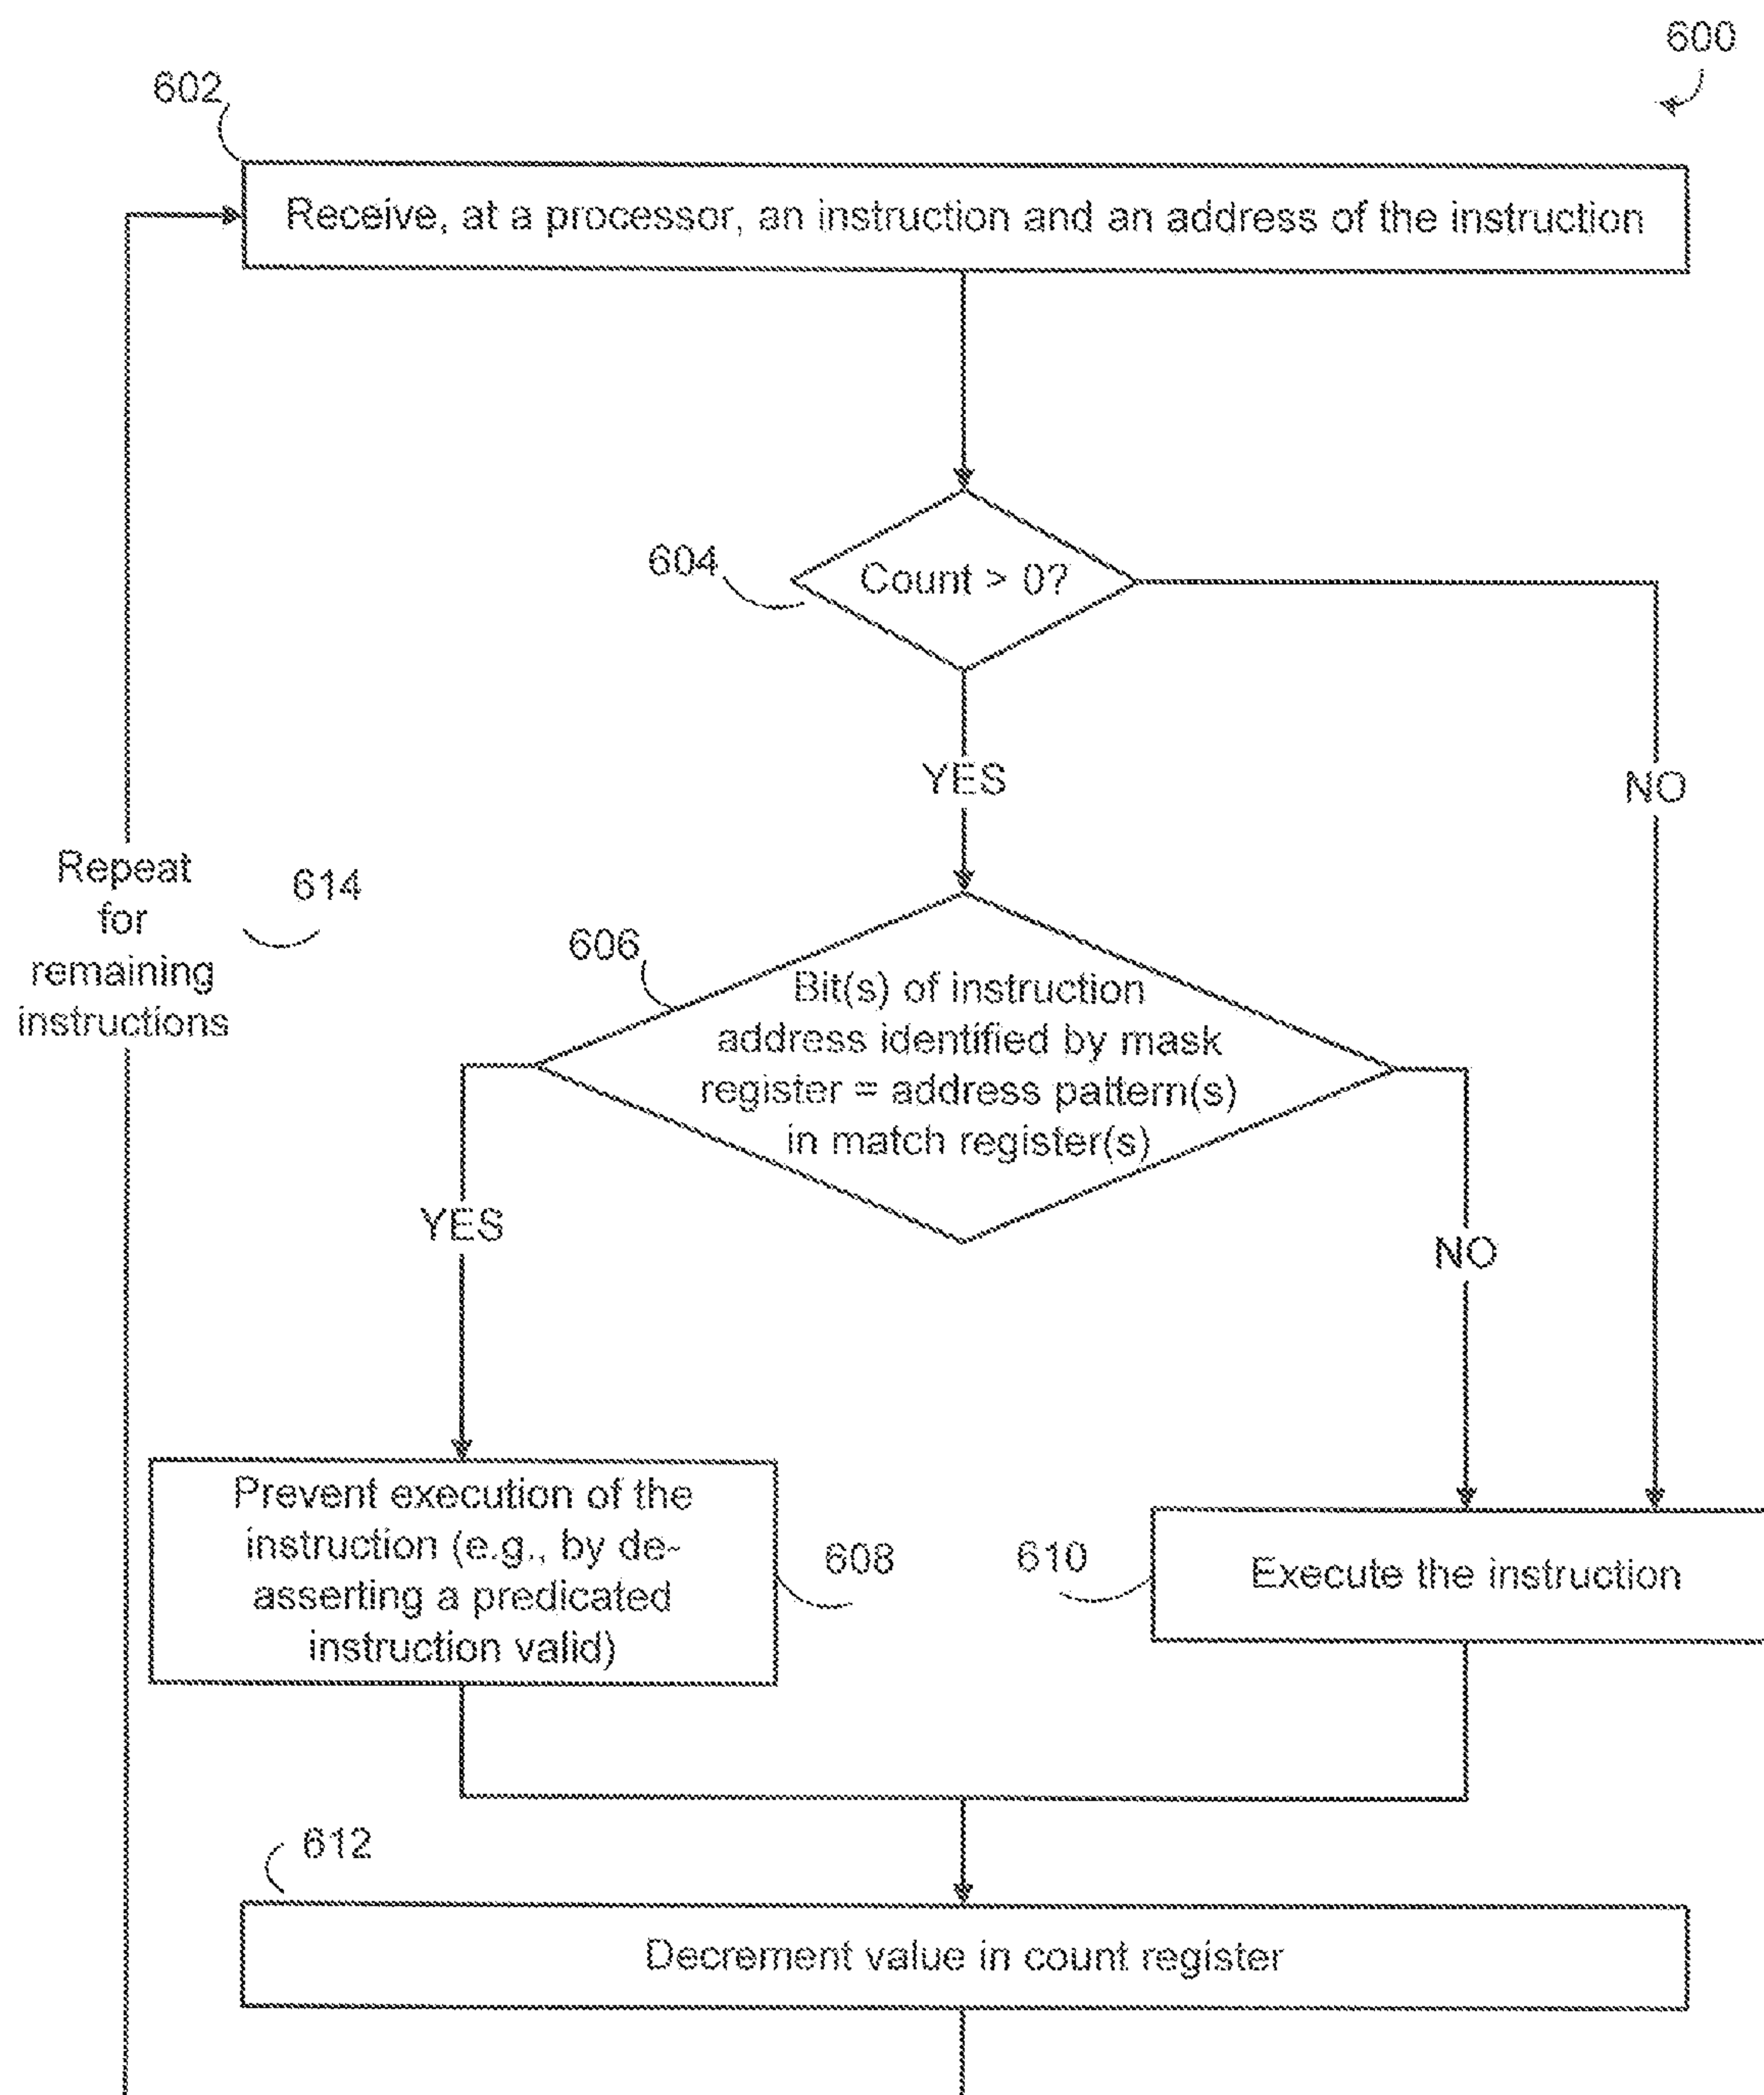 600
602
Receive, at a processor, an instruction and an address of the instruction
604
Count > 0?
YES
NO
Repeat
for
remaining
instructions
614
606
Bit(s) of instruction
address identified by mask
register = address pattern(s)
in match register(s)
YES
NO
Prevent execution of the
instruction (e.g., by de-
asserting a predicated
instruction valid)
608
610
Execute the instruction
612
Decrement value in count register